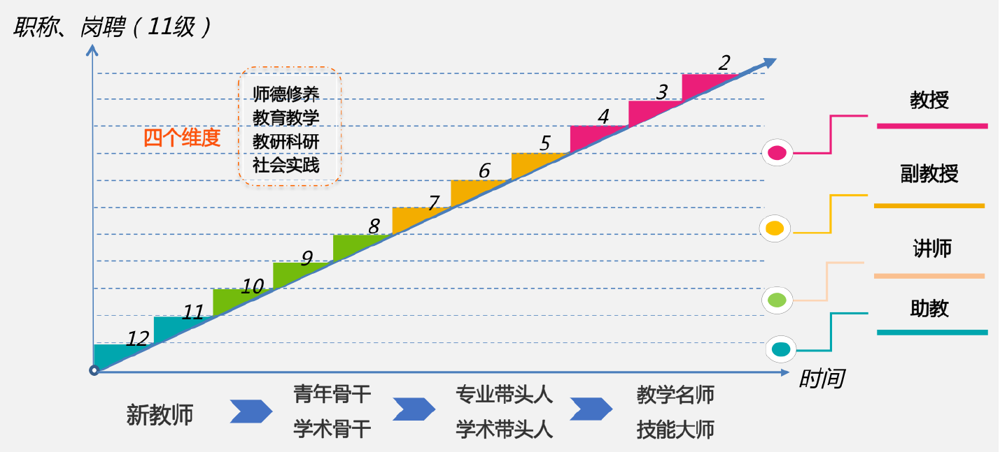 职称、岗聘（11级）
四个维度
师德修养
教育教学
教研科研
社会实践
2
3
4
5
6
7
8
9
10
11
12
教授
副教授
讲师
助教
时间
新教师
青年骨干
学术骨干
专业带头人
学术带头人
教学名师
技能大师